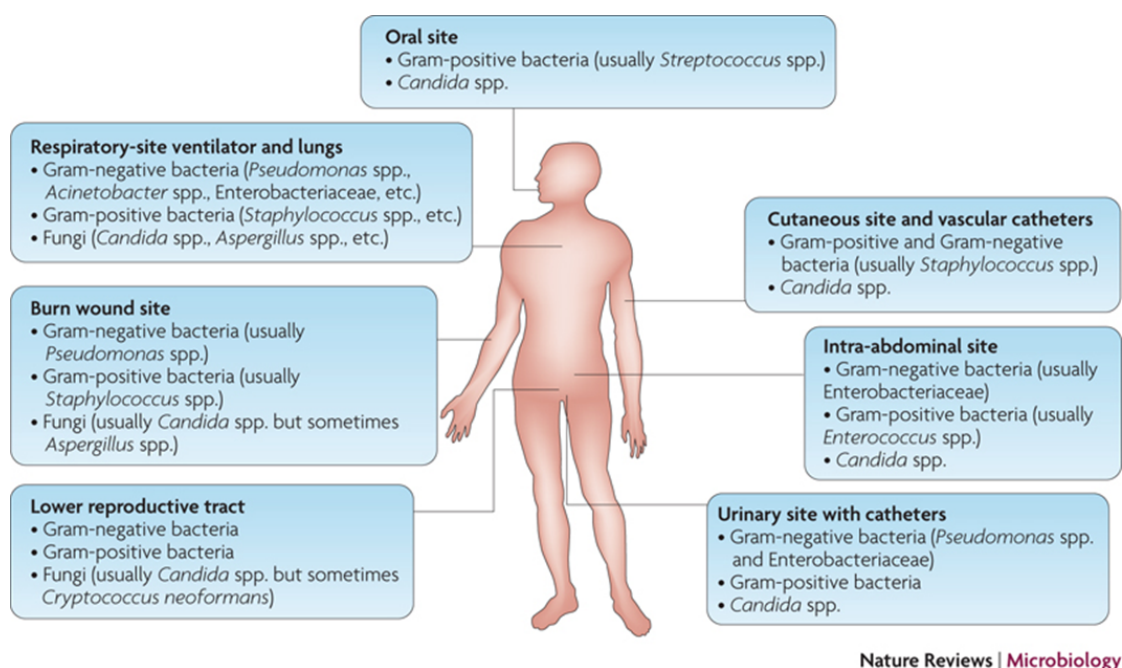 Oral site
• Gram-positive bacteria (usually Streptococcus spp.)
• Candida spp.
Respiratory-site ventilator and lungs
• Gram-negative bacteria (Pseudomonas spp.,
Acinetobacter spp., Enterobacteriaceae, etc.)
• Gram-positive bacteria (Staphylococcus spp., etc.)
• Fungi (Candida spp., Aspergillus spp., etc.)
Cutaneous site and vascular catheters
• Gram-positive and Gram-negative
bacteria (usually Staphylococcus spp.)
• Candida spp.
Burn wound site
• Gram-negative bacteria (usually
Pseudomonas spp.)
• Gram-positive bacteria (usually
Staphylococcus spp.)
• Fungi (usually Candida spp. but sometimes
Aspergillus spp.)
Intra-abdominal site
• Gram-negative bacteria (usually
Enterobacteriaceae)
• Gram-positive bacteria (usually
Enterococcus spp.)
• Candida spp.
Lower reproductive tract
• Gram-negative bacteria
• Gram-positive bacteria
• Fungi (usually Candida spp. but sometimes
Cryptococcus neoformans)
Urinary site with catheters
• Gram-negative bacteria (Pseudomonas spp.
and Enterobacteriaceae)
• Gram-positive bacteria
• Candida spp.
Nature Reviews | Microbiology